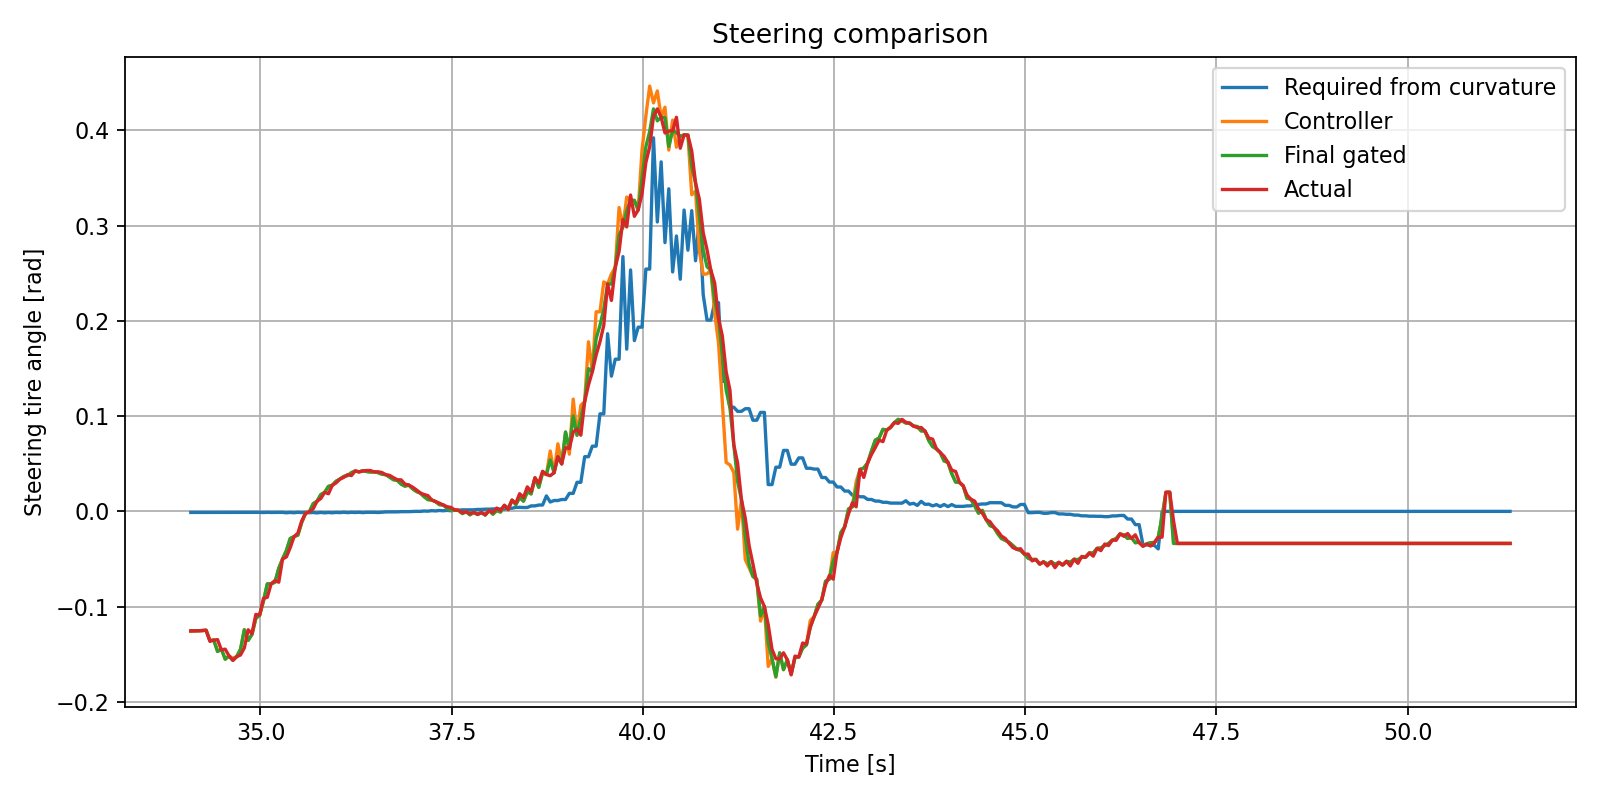 Steering comparison
Required from curvature
Controller
Final gated
Actual
Steering tire angle [rad]
0.4
0.3
0.2
0.1
0.0
−0.1
−0.2
35.0 37.5 40.0 42.5 45.0 47.5 50.0
Time [s]